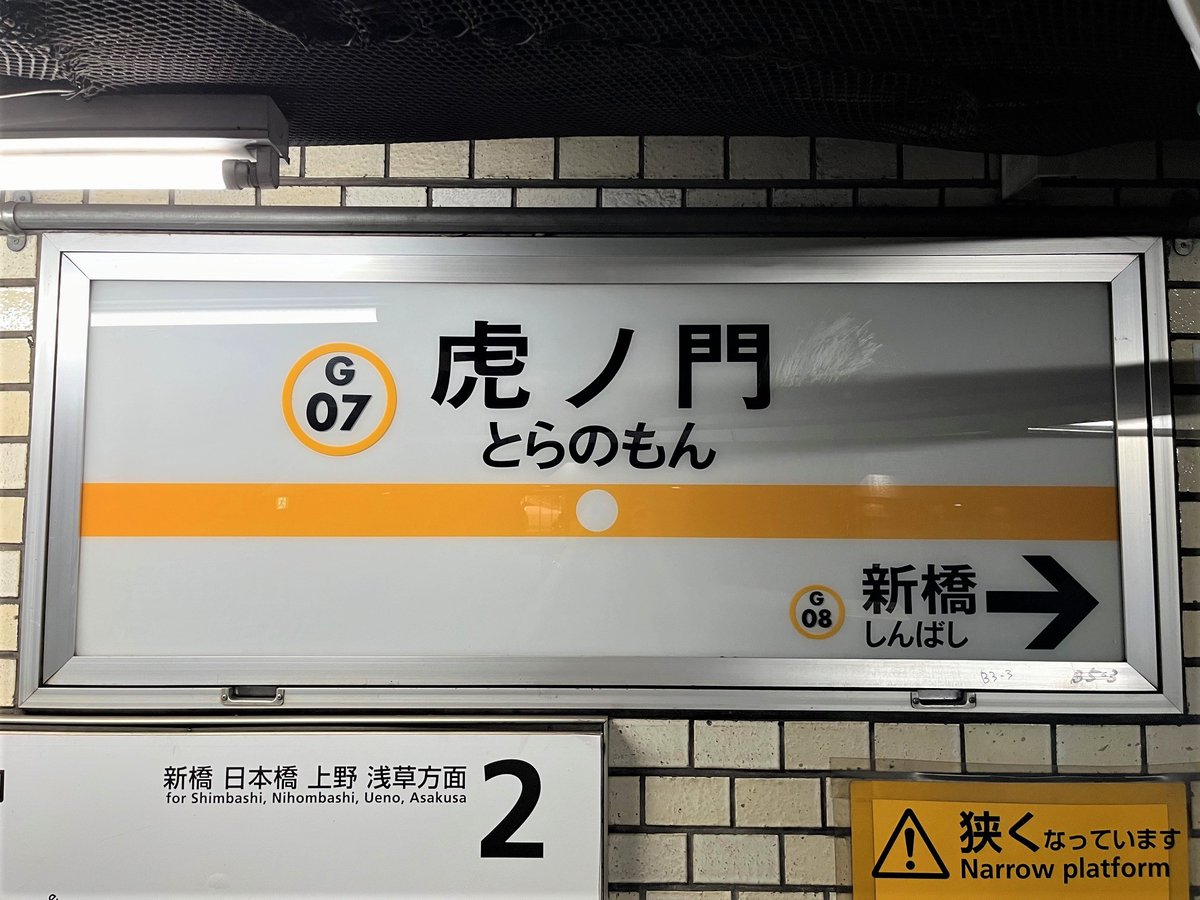 G
07
虎ノ門
とらのもん
G
08
新橋
しんばし
B3-3
B5-3
新橋 日本橋 上野 浅草方面
for Shimbashi, Nihombashi, Ueno, Asakusa
2
狭くなっています
Narrow platform